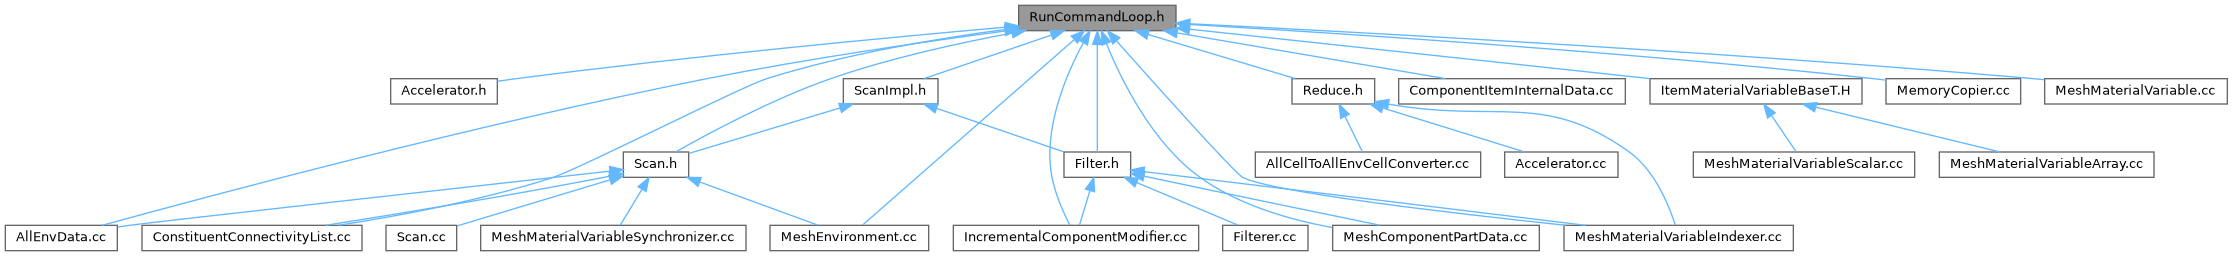 RunCommandLoop.h
Accelerator.h
ScanImpl.h
Reduce.h
ComponentItemInternalData.cc
ItemMaterialVariableBaseT.H
MemoryCopier.cc
MeshMaterialVariable.cc
Scan.h
Filter.h
AllCellToAllEnvCellConverter.cc
Accelerator.cc
MeshMaterialVariableScalar.cc
MeshMaterialVariableArray.cc
AllEnvData.cc
ConstituentConnectivityList.cc
Scan.cc
MeshMaterialVariableSynchronizer.cc
MeshEnvironment.cc
IncrementalComponentModifier.cc
Filterer.cc
MeshComponentPartData.cc
MeshMaterialVariableIndexer.cc